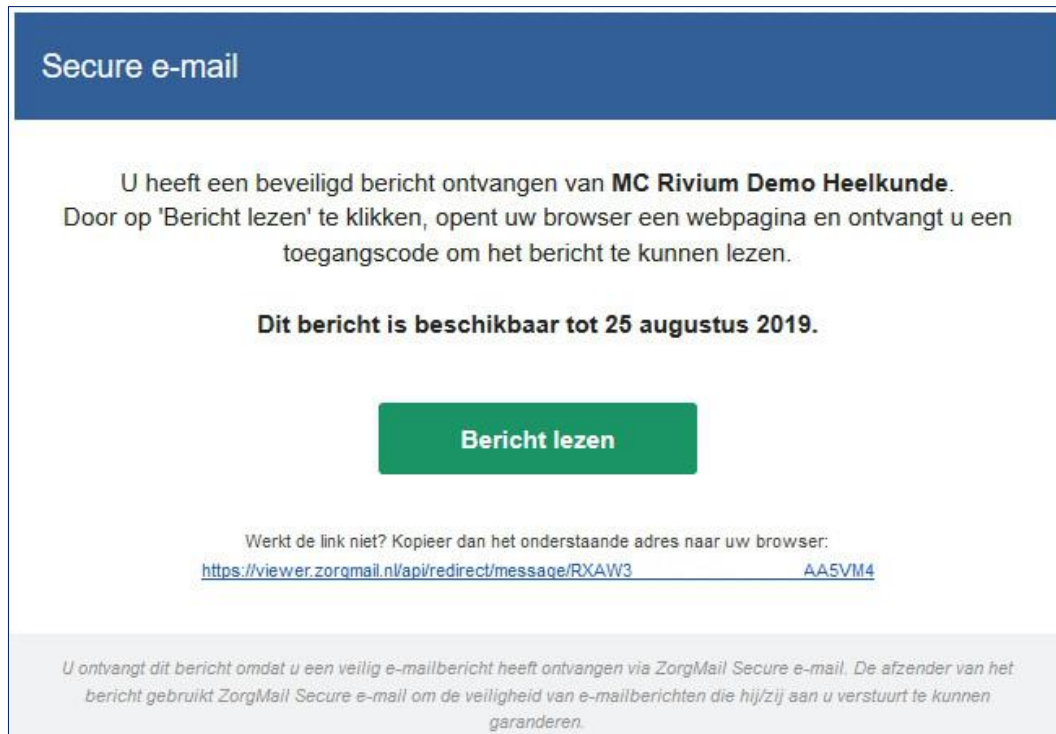 Secure e-mail
U heeft een beveiligd bericht ontvangen van MC Rivium Demo Heelkunde.
Door op 'Bericht lezen' te klikken, opent uw browser een webpagina en ontvangt u een
toegangscode om het bericht te kunnen lezen.
Dit bericht is beschikbaar tot 25 augustus 2019.
Bericht lezen
Werkt de link niet? Kopieer dan het onderstaande adres naar uw browser:
https://viewer.zorgmail.nl/api/redirect/message/RXAW3 AA5VM4
U ontvangt dit bericht omdat u een veilig e-mailbericht heeft ontvangen via ZorgMail Secure e-mail. De afzender van het
bericht gebruikt ZorgMail Secure e-mail om de veiligheid van e-mailberichten die hij/zij aan u verstuurt te kunnen
garanderen.